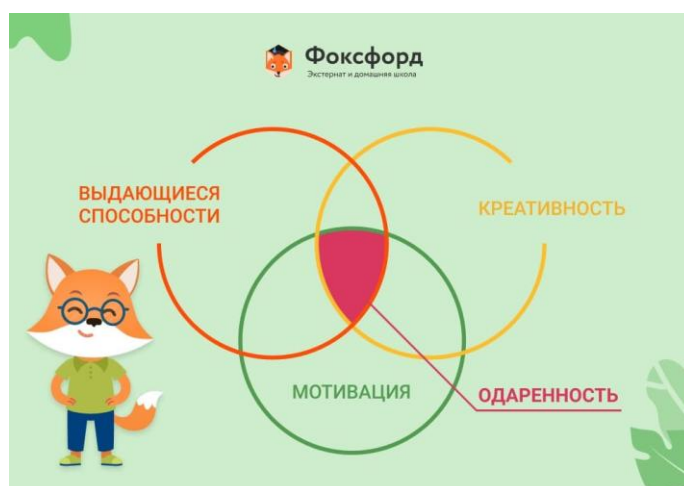 Фоксфорд
Экстернат и домашняя школа
ВЫДАЮЩИЕСЯ
СПОСОБНОСТИ
КРЕАТИВНОСТЬ
МОТИВАЦИЯ
ОДАРЕННОСТЬ